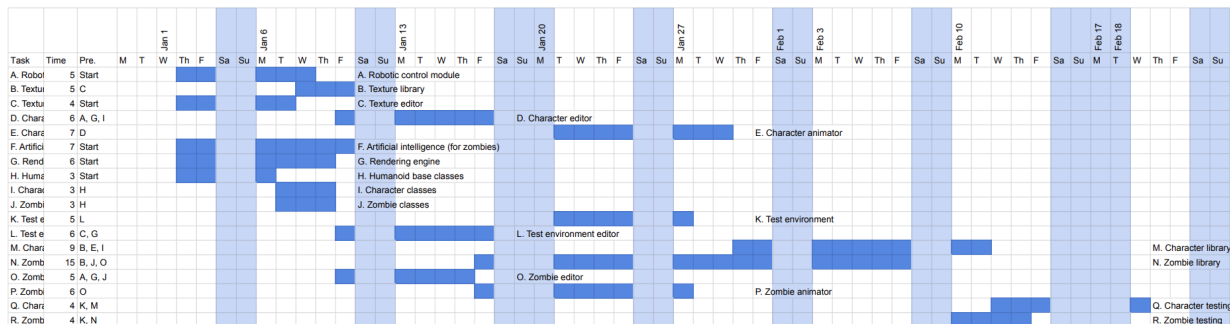 Jan 1 Jan 6 Jan 13 Jan 20 Jan 27 Feb 1 Feb 3 Feb 10 Feb 17 Feb 18
Task Time Pre. M T W Th F Sa Su M T W Th F Sa Su M T W Th F Sa Su M T W Th F Sa Su M T W Th F Sa Su M T W Th F Sa Su M T W Th F Sa Su M T W Th F Sa Su
A. Robot 5 Start A. Robotic control module
B. Textu 5 C B. Texture library
C. Textu 4 Start C. Texture editor
D. Chara 6 A, G, I D. Character editor
E. Chara 7 D E. Character animator
F. Artifici 7 Start F. Artificial intelligence (for zombies)
G. Rend 6 Start G. Rendering engine
H. Huma 3 Start H. Humanoid base classes
I. Charac 3 H I. Character classes
J. Zombi 3 H J. Zombie classes
K. Test e 5 L K. Test environment
L. Test e 6 C, G L. Test environment editor
M. Chara 9 B, E, I M. Character library
N. Zomb 15 B, J, O N. Zombie library
O. Zomb 5 A, G, J O. Zombie editor
P. Zombi 6 O P. Zombie animator
Q. Chara 4 K, M Q. Character testing
R. Zomb 4 K, N R. Zombie testing